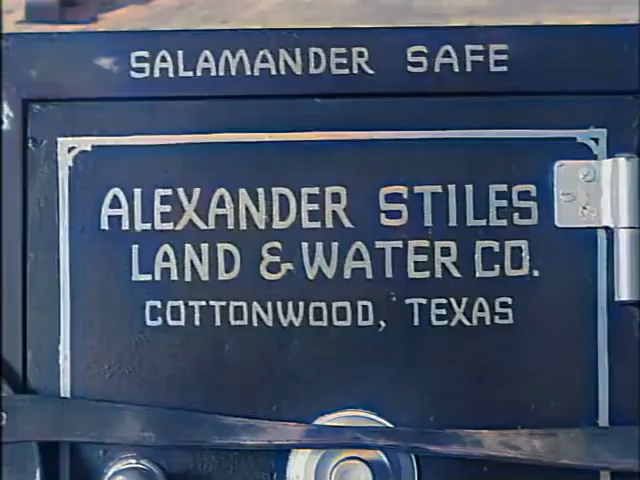 SALAMANDER SAFE
ALEXANDER STILES
LAND & WATER CO.
COTTONWOOD, TEXAS